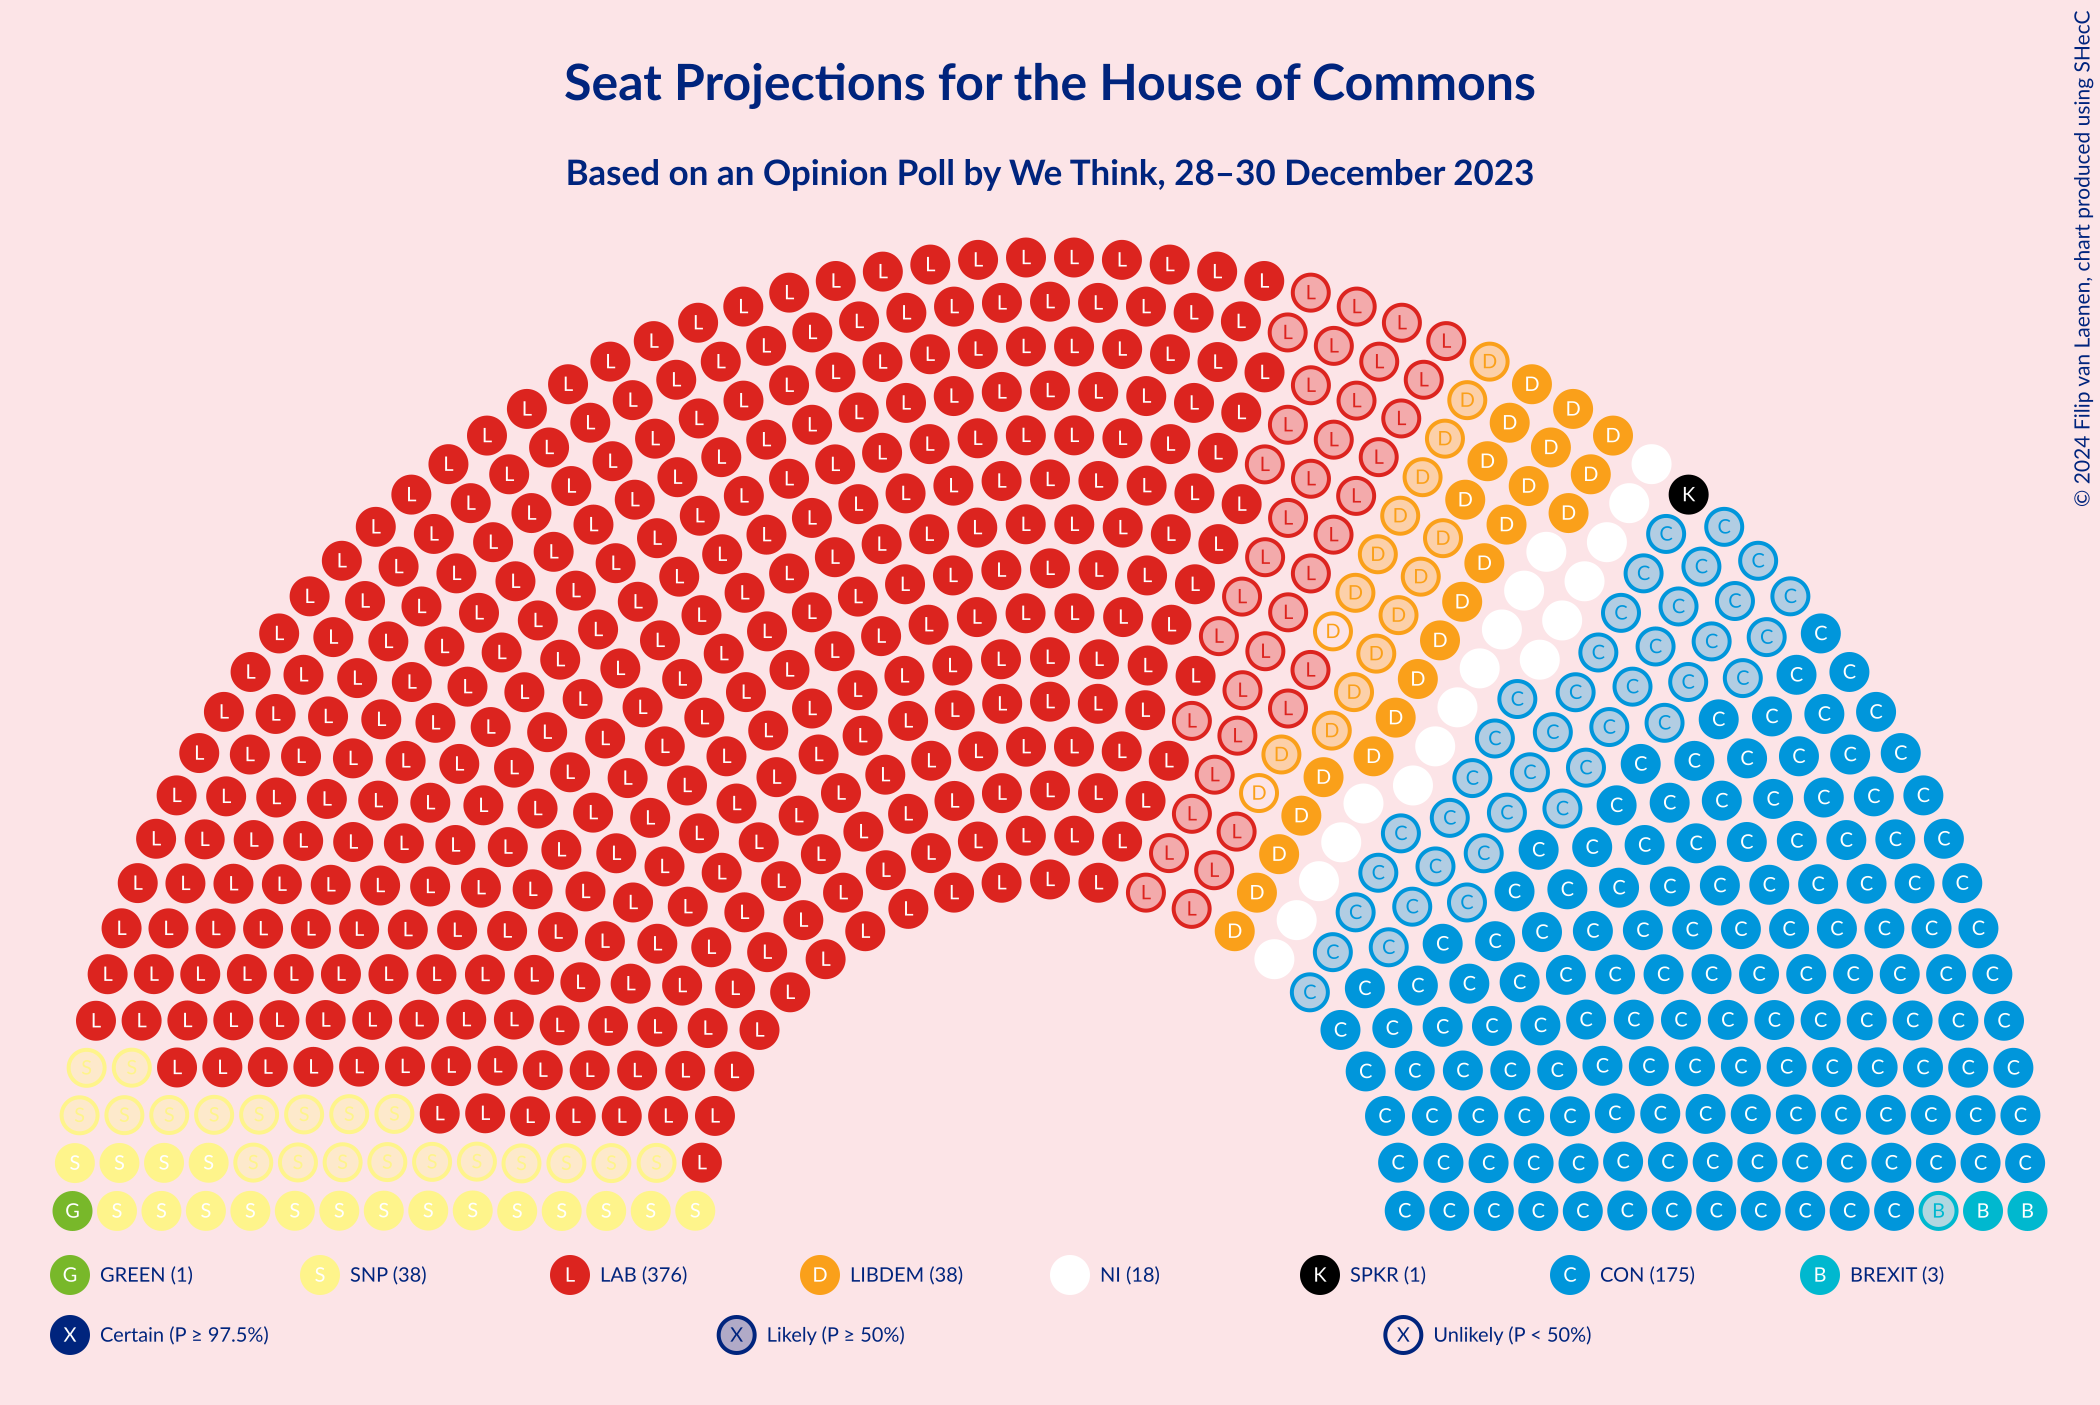 Seat Projections for the House of Commons
Based on an Opinion Poll by We Think, 28–30 December 2023
© 2024 Filip van Laenen, chart produced using SHecC
G GREEN (1)
S SNP (38)
L LAB (376)
D LIBDEM (38)
NI (18)
K SPKR (1)
C CON (175)
B BREXIT (3)
X Certain (P ≥ 97.5%)
X Likely (P ≥ 50%)
X Unlikely (P < 50%)